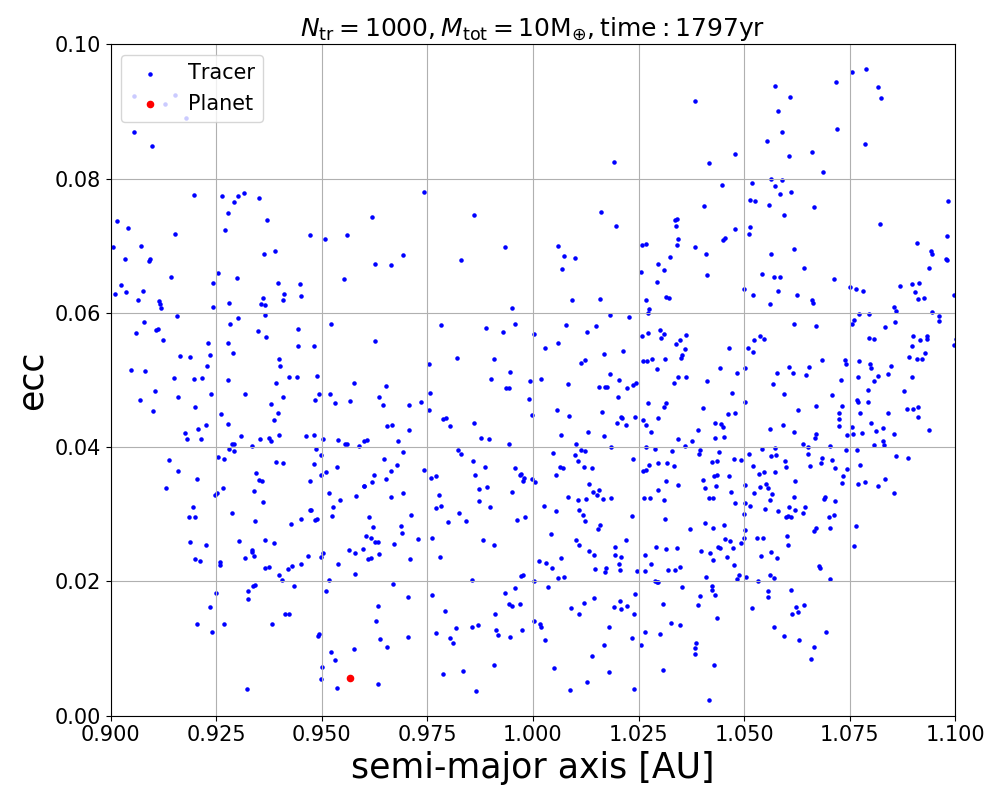 N_tr = 1000, M_tot = 10M_⊕, time : 1797yr
Tracer
Planet
ecc
0.10
0.08
0.06
0.04
0.02
0.00
0.900 0.925 0.950 0.975 1.000 1.025 1.050 1.075 1.100
semi-major axis [AU]